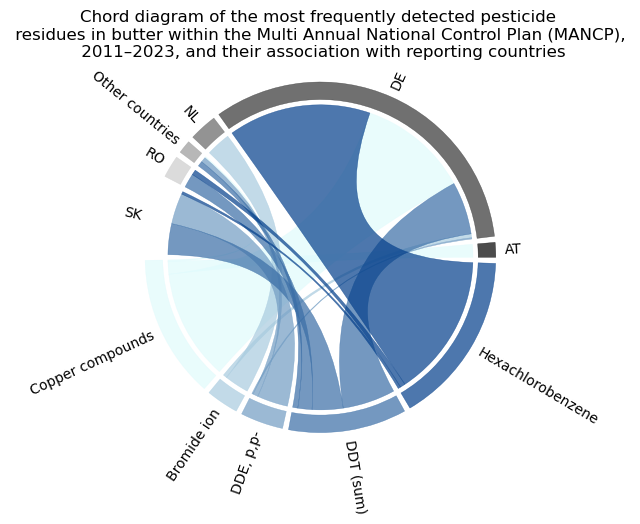 Chord diagram of the most frequently detected pesticide
residues in butter within the Multi Annual National Control Plan (MANCP),
2011–2023, and their association with reporting countries
DE
NL
Other countries
RO
SK
AT
Copper compounds
Hexachlorobenzene
Bromide ion
DDE, p,p-
DDT (sum)